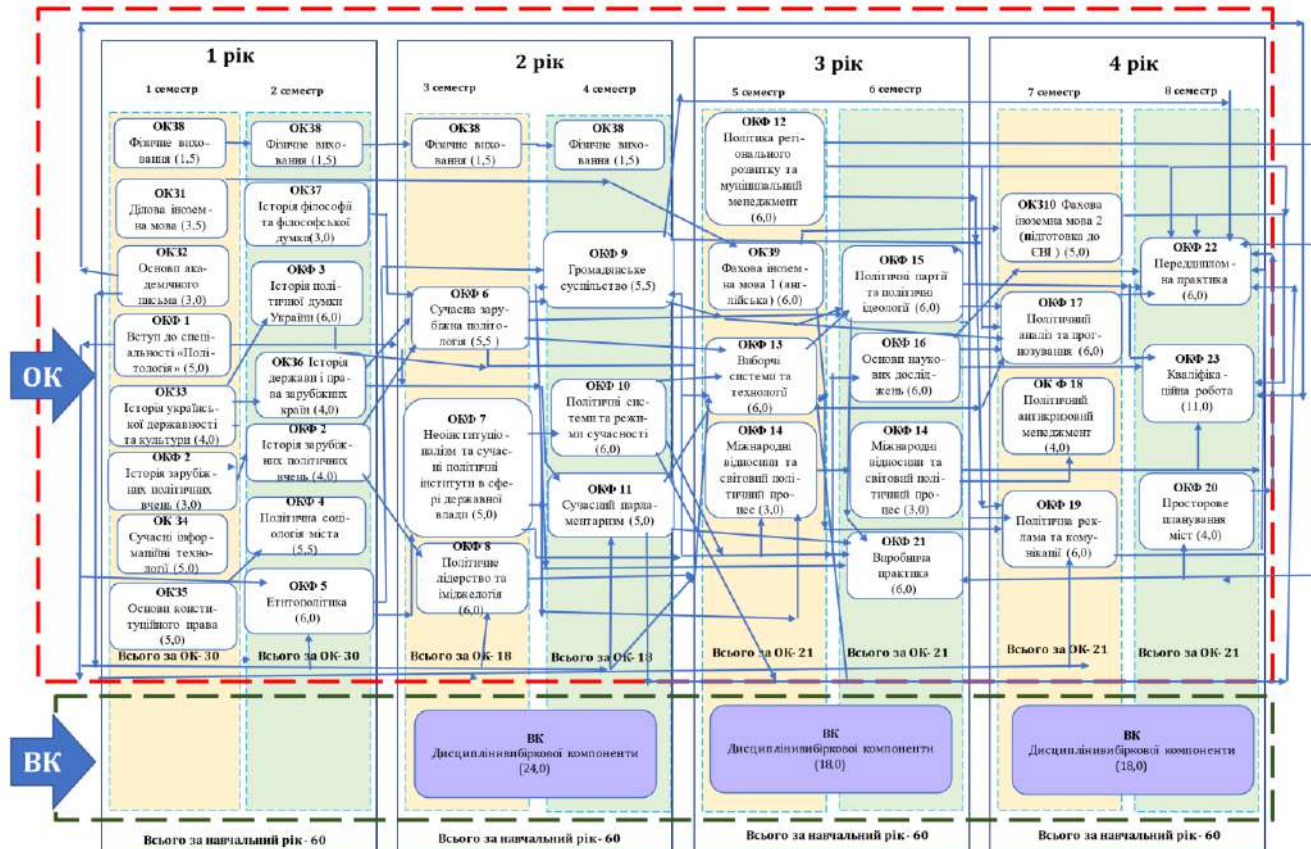 1 рік
1 семестр
ОК38
Фізичне вихо-
вання (1,5)
ОК31
Ділова інозем-
на мова (3,5)
ОК32
Основи ака-
демічного
письма (3,0)
ОКФ 1
Вступ до спеці-
альності «Полі-
тологія» (5,0)
ОК33
Історія україн-
ської державнос-
ті та культури (4,0)
ОКФ 2
Історія зарубіж-
них політичних
вчень (3,0)
ОК 34
Сучасні інфор-
маційні техно-
логії (5,0)
ОК35
Основи консти-
туційного права
(5,0)
Всього за ОК- 30
2 семестр
ОК38
Фізичне вихо-
вання (1,5)
ОК37
Історія філософії
та філософської
думки(3,0)
ОКФ 3
Історія полі-
тичної думки
України (6,0)
ОК36 Історія
держави і пра-
ва зарубіжних
країн (4,0)
ОКФ 2
Історія зарубіж-
них політичних
вчень (4,0)
ОКФ 4
Політична соці-
ологія міста
(5,5)
ОКФ 5
Етнтополітика
(6,0)
Всього за ОК- 30
Всього за навчальний рік- 60
2 рік
3 семестр
ОК38
Фізичне вихо-
вання (1,5)
ОКФ 6
Сучасна зару-
біжна політо-
логія (5,5 )
ОКФ 7
Неоінституціо-
налізм та сучас-
ні політичні
інститути в сфе-
рі державної
влади (5,0)
ОКФ 8
Політичне
лідерство та
іміджелогія
(6,0)
Всього за ОК- 18
4 семестр
ОК38
Фізичне вихо-
вання (1,5)
ОКФ 9
Громадянське
суспільство (5,5)
ОКФ 10
Політичні сис-
теми та режи-
ми сучасності
(6,0)
ОКФ 11
Сучасний парла-
ментаризм (5,0)
Всього за ОК- 18
ВК
Дисциплінивибіркової компоненти
(24,0)
Всього за навчальний рік- 60
3 рік
5 семестр
ОКФ 12
Політика регі-
онального
розвитку та
муніципальний
менеджмент
(6,0)
ОК39
Фахова інозем-
на мова 1 (анг-
лійська) (6,0)
ОКФ 13
Виборчі
системи та
технології
(6,0)
ОКФ 14
Міжнародні
відносини та
світовий полі-
тичний про-
цес (3,0)
Всього за ОК- 21
6 семестр
ОКФ 15
Політичні партії
та політичні
ідеології (6,0)
ОКФ 16
Основи науко-
вих дослід-
жень (6,0)
ОКФ 14
Міжнародні
відносини та
світовий полі-
тичний про-
цес (3,0)
ОКФ 21
Виробнича
практика
(6,0)
Всього за ОК- 21
ВК
Дисциплінивибіркової компоненти
(18,0)
Всього за навчальний рік- 60
4 рік
7 семестр
ОК310 Фахова
іноземна мова 2
(підготовка до
ЄВІ ) (5,0)
ОКФ 17
Політичний
аналіз та прог-
нозування (6,0)
ОК Ф 18
Політичний
антикризовий
менеджмент
(4,0)
ОКФ 19
Політична рек-
лама та кому-
нікації (6,0)
Всього за ОК- 21
8 семестр
ОКФ 22
Переддиплом-
на практика
(6,0)
ОКФ 23
Кваліфіка-
ційна робота
(11,0)
ОКФ 20
Просторове
планування
міст (4,0)
Всього за ОК- 21
ВК
Дисциплінивибіркової компоненти
(18,0)
Всього за навчальний рік- 60
ОК
ВК